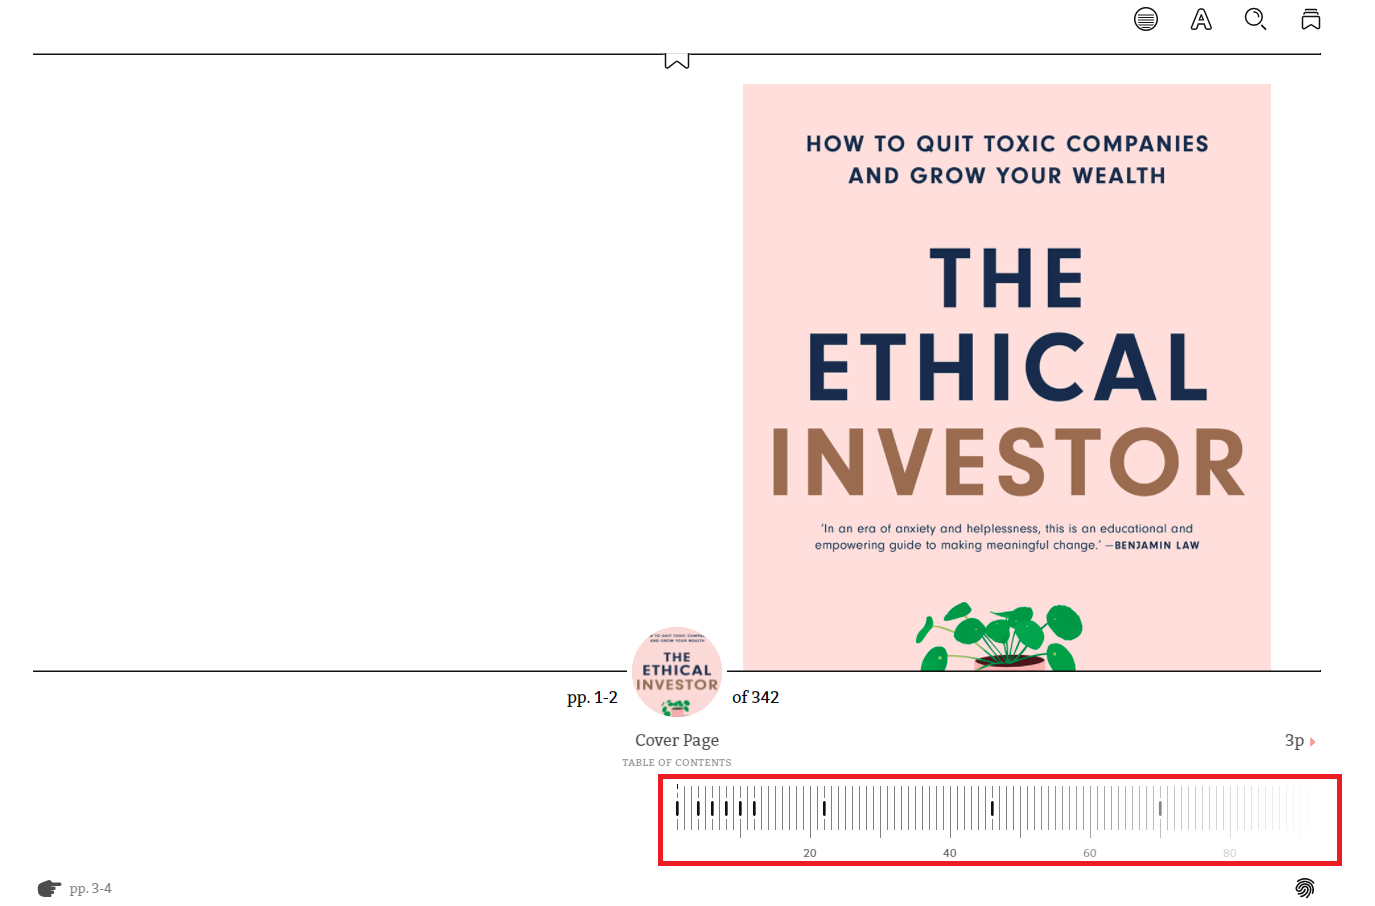 HOW TO QUIT TOXIC COMPANIES
AND GROW YOUR WEALTH
THE
ETHICAL
INVESTOR
‘In an era of anxiety and helplessness, this is an educational and
empowering guide to making meaningful change.’ —BENJAMIN LAW
THE
ETHICAL
INVESTOR
pp. 1-2 of 342
Cover Page
3p
TABLE OF CONTENTS
20 40 60 80
pp. 3-4